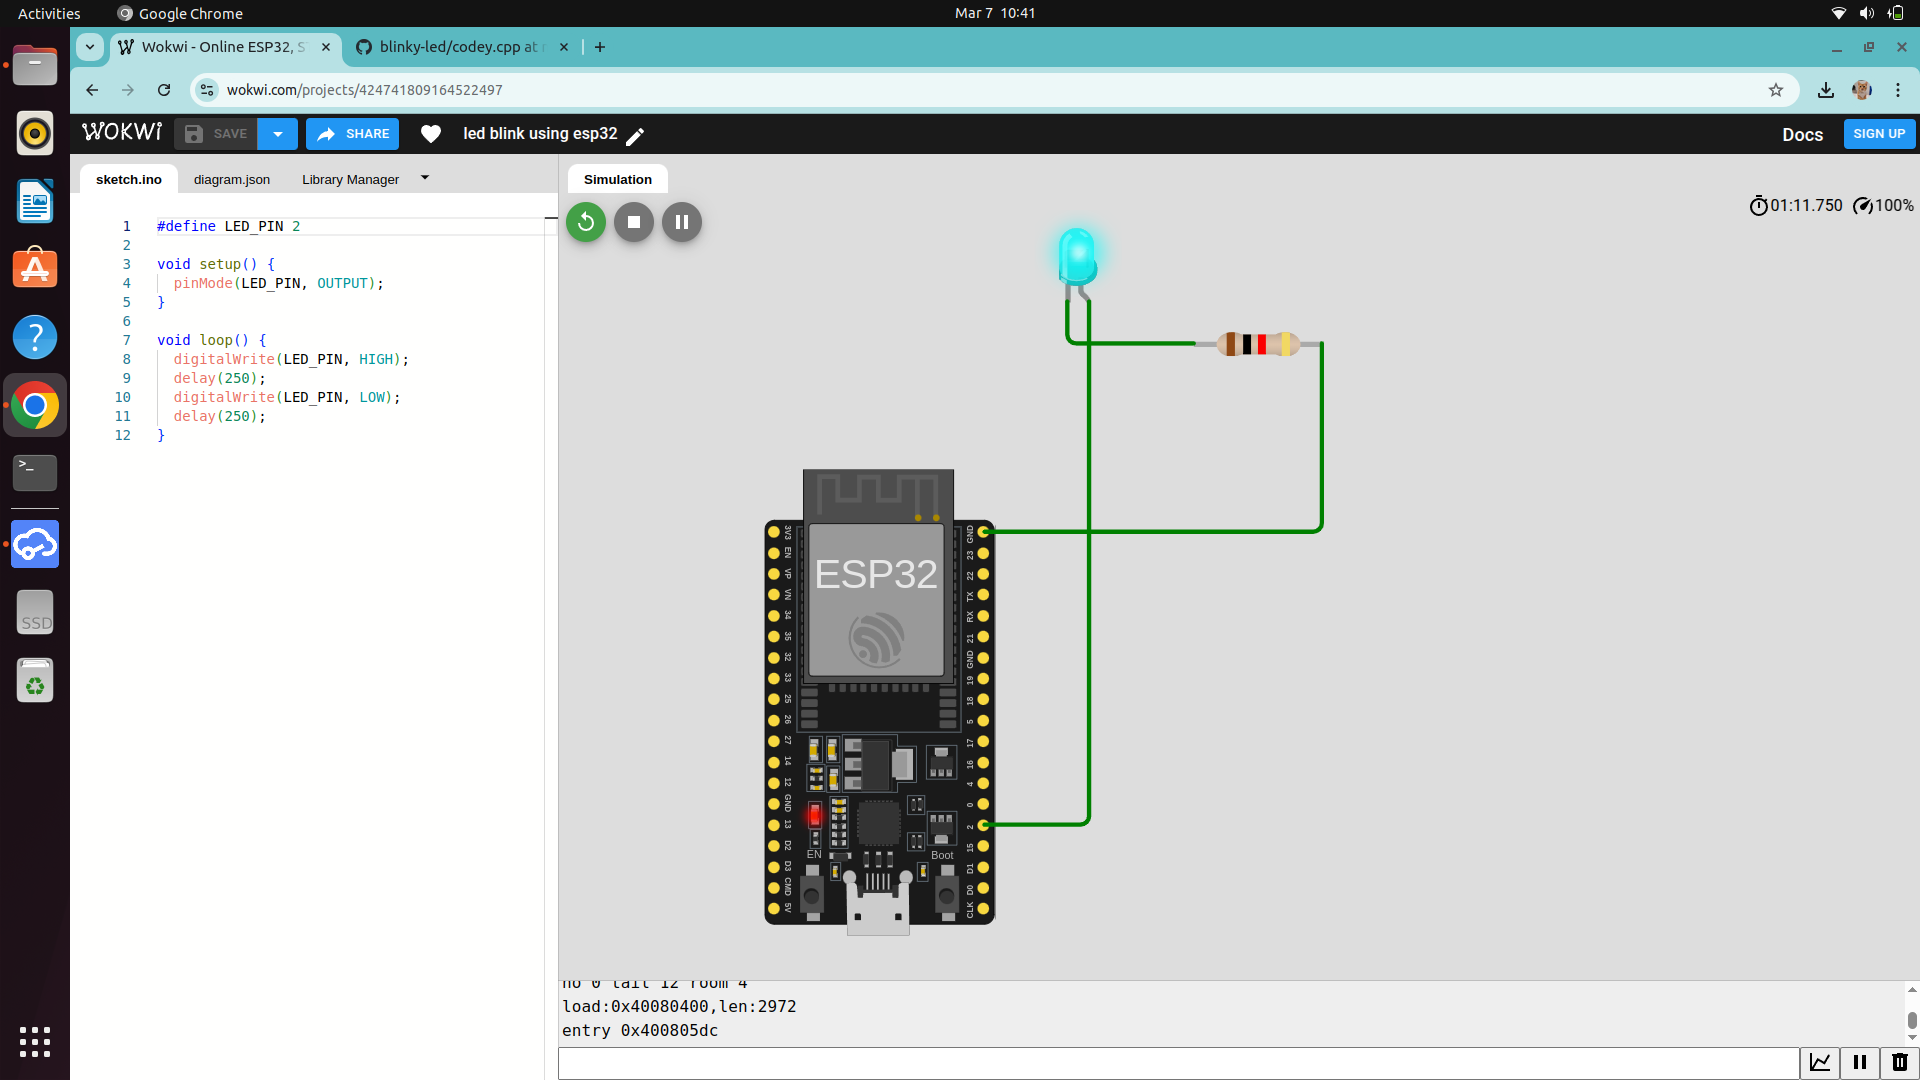 Activities
Google Chrome
Mar 7 10:41
Wokwi - Online ESP32, S
blinky-led/codey.cpp at
wokwi.com/projects/424741809164522497
WOKWi
SAVE
SHARE
led blink using esp32
Docs
SIGN UP
sketch.ino
diagram.json
Library Manager
Simulation
01:11.750
100%
1 #define LED_PIN 2
2
3 void setup() {
4 pinMode(LED_PIN, OUTPUT);
5 }
6
7 void loop() {
8 digitalWrite(LED_PIN, HIGH);
9 delay(250);
10 digitalWrite(LED_PIN, LOW);
11 delay(250);
12 }
ESP32
3V3
EN
VP
VN
34
35
32
33
25
26
27
14
12
GND
13
D2
D3
CMD
5V
GND
23
22
TX
RX
21
GND
19
18
5
17
16
4
0
2
15
D1
D0
CLK
EN
Boot
SSD
ho 0 tail 12 room 4
load:0x40080400,len:2972
entry 0x400805dc